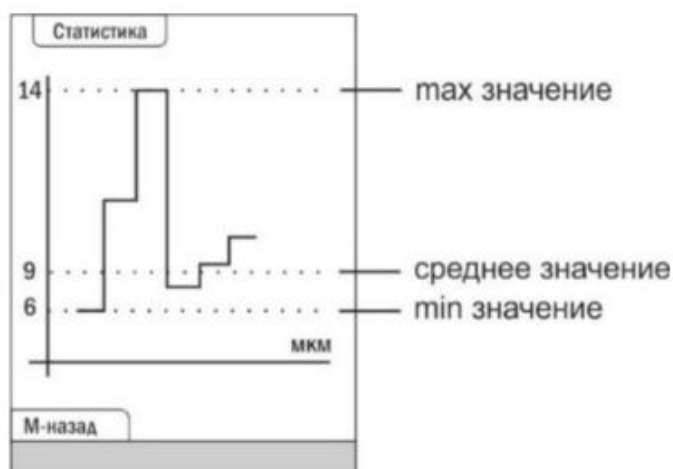 Статистика
14
max значение
9
среднее значение
6
min значение
мкм
М-назад